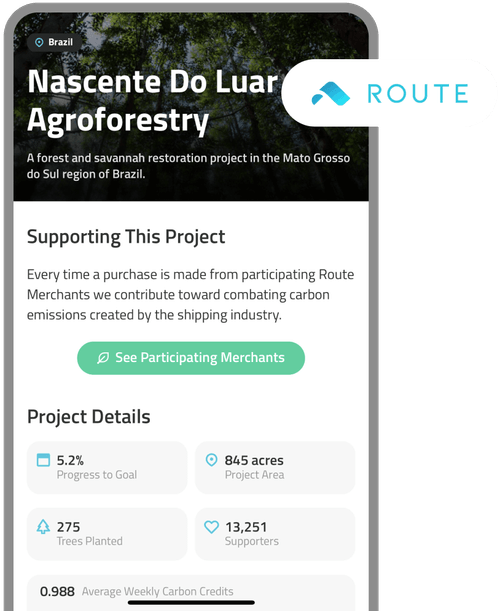 Brazil
Nascente Do Luar
Agroforestry
ROUTE
A forest and savannah restoration project in the Mato Grosso
do Sul region of Brazil.
Supporting This Project
Every time a purchase is made from participating Route
Merchants we contribute toward combating carbon
emissions created by the shipping industry.
See Participating Merchants
Project Details
5.2%
Progress to Goal
845 acres
Project Area
275
Trees Planted
13,251
Supporters
0.988 Average Weekly Carbon Credits